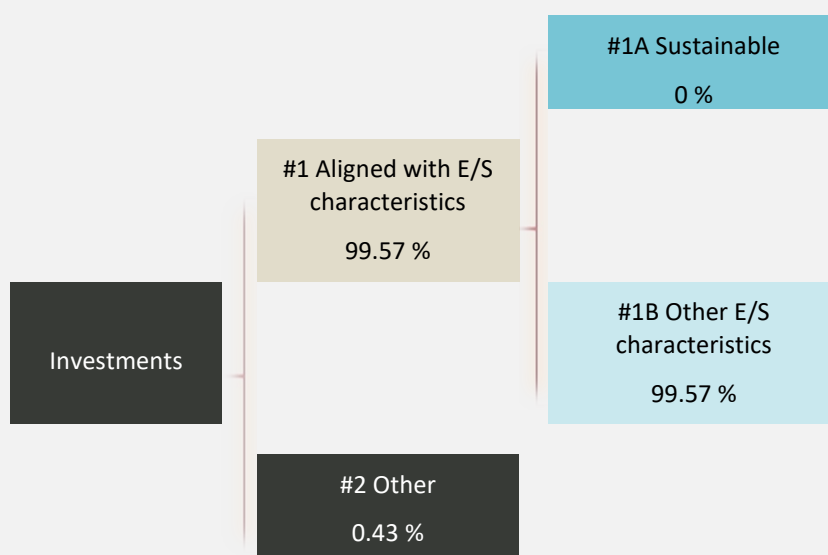 Investments
#1 Aligned with E/S
characteristics
99.57 %
#2 Other
0.43 %
#1A Sustainable
0 %
#1B Other E/S
characteristics
99.57 %